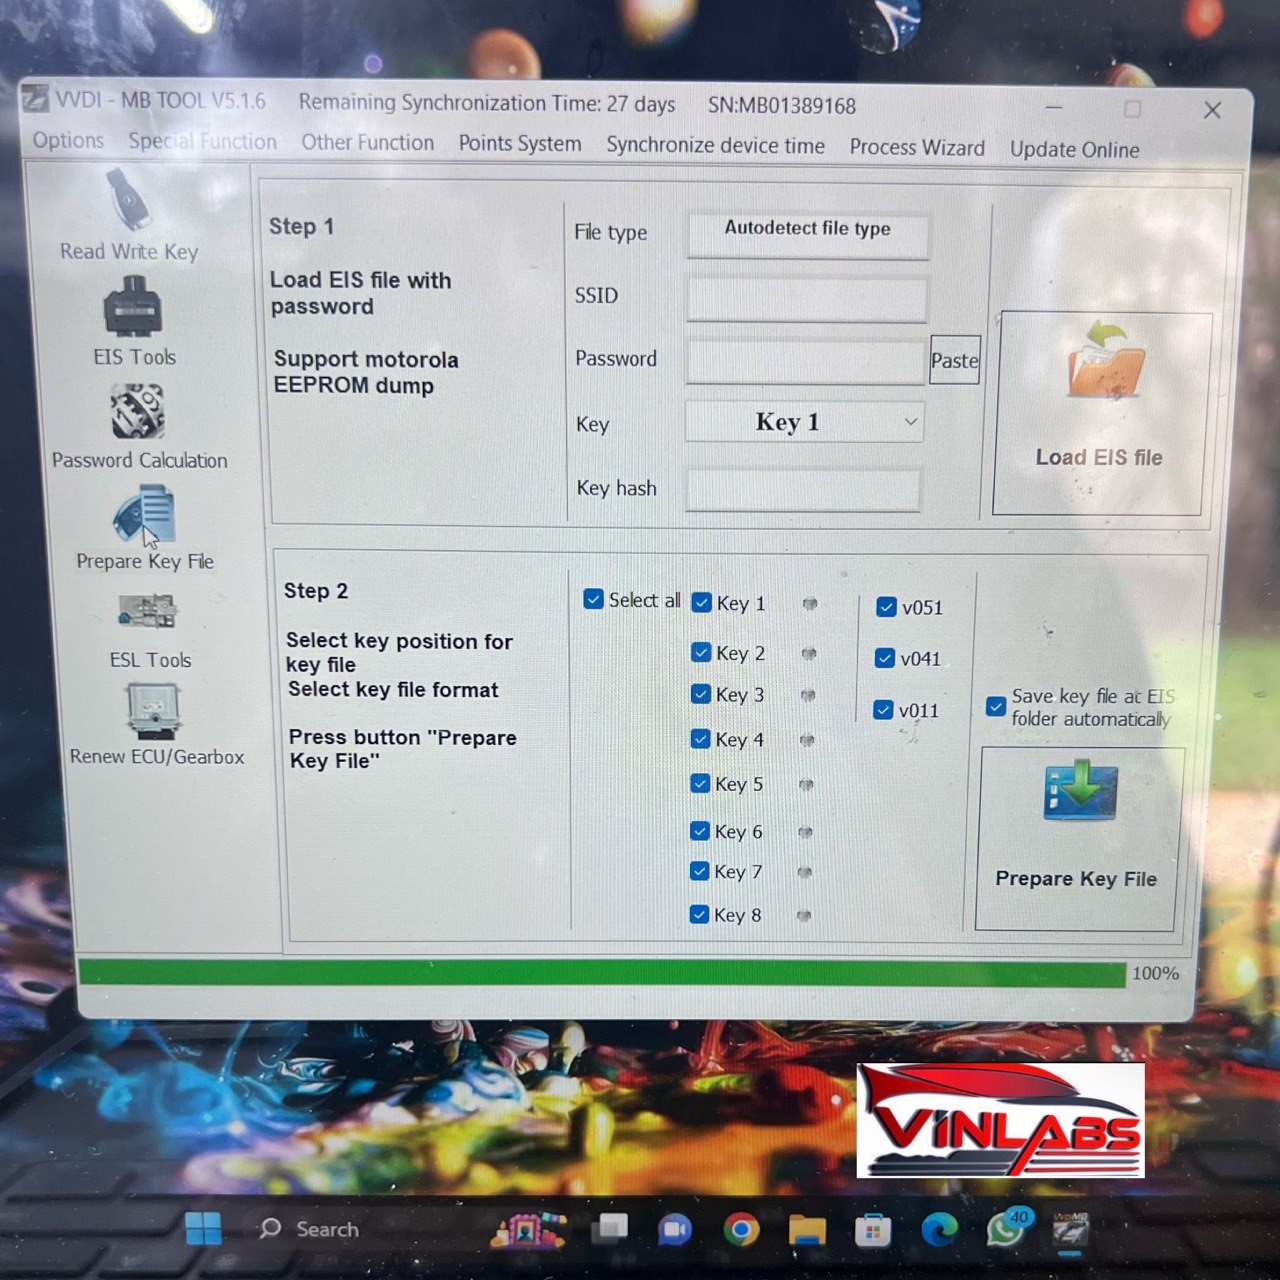 VVDI - MB TOOL V5.1.6 Remaining Synchronization Time: 27 days SN:MB01389168
Options Special Function Other Function Points System Synchronize device time Process Wizard Update Online
Read Write Key
EIS Tools
Password Calculation
Prepare Key File
ESL Tools
Renew ECU/Gearbox
Step 1
Load EIS file with
password
Support motorola
EEPROM dump
File type
Autodetect file type
SSID
Password
Paste
Key
Key 1
Key hash
Load EIS file
Step 2
Select key position for
key file
Select key file format
Press button "Prepare
Key File"
Select all
Key 1
Key 2
Key 3
Key 4
Key 5
Key 6
Key 7
Key 8
v051
v041
v011
Save key file at EIS
folder automatically
Prepare Key File
100%
VINLABS
Search
40